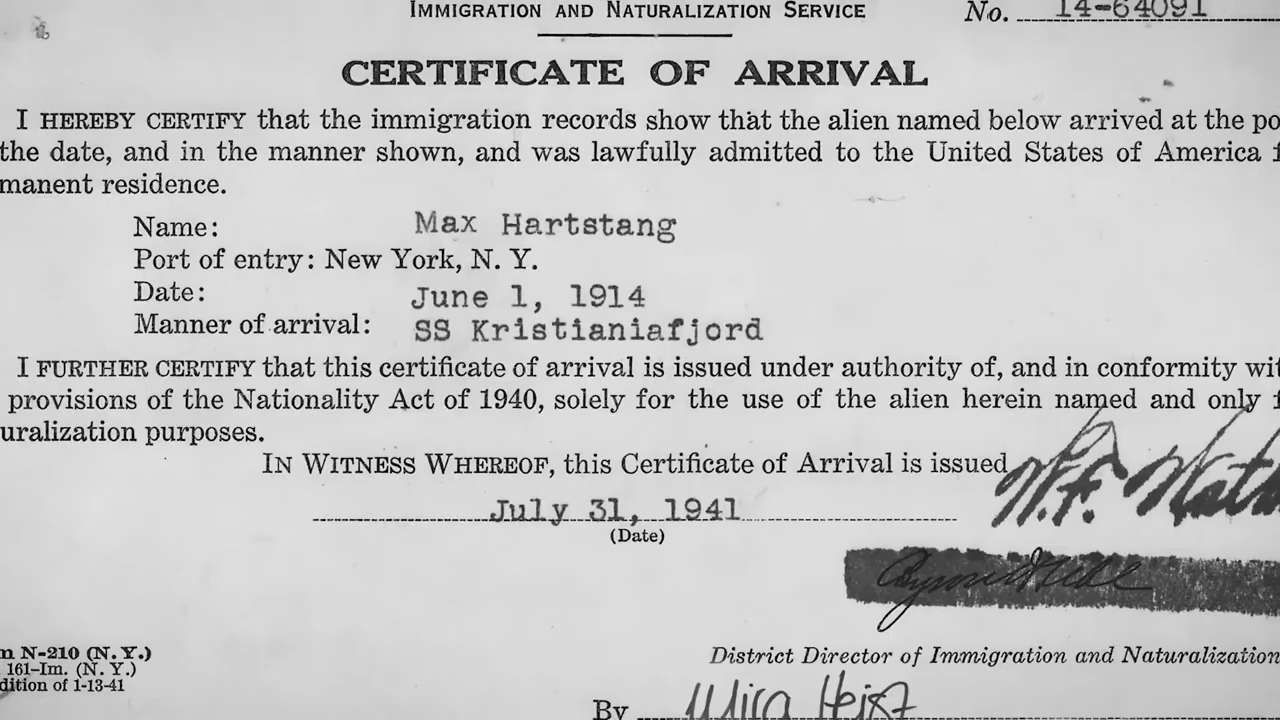 IMMIGRATION AND NATURALIZATION SERVICE No. 14-64091
CERTIFICATE OF ARRIVAL
I HEREBY CERTIFY that the immigration records show that the alien named below arrived at the po
the date, and in the manner shown, and was lawfully admitted to the United States of America f
manent residence.
Name: Max Hartstang
Port of entry: New York, N. Y.
Date: June 1, 1914
Manner of arrival: SS Kristianiafjord
I FURTHER CERTIFY that this certificate of arrival is issued under authority of, and in conformity wit
provisions of the Nationality Act of 1940, solely for the use of the alien herein named and only f
uralization purposes.
IN WITNESS WHEREOF, this Certificate of Arrival is issued
W. F. Wat
July 31, 1941
(Date)
m N-210 (N. Y.)
161-Im. (N. Y.)
dition of 1-13-41
District Director of Immigration and Naturalization
By